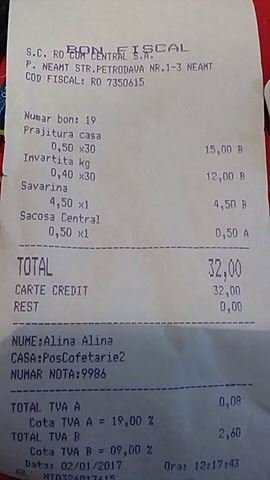 BON FISCAL
S.C. RO COM CENTRAL S.A.
P. NEAMT STR.PETRODAVA NR.1-3 NEAMT
COD FISCAL: RO 7350615
Numar bon: 19
Prajitura casa
0,50 x30 15,00 B
Invartita kg
0,40 x30 12,00 B
Savarina
4,50 x1 4,50 B
Sacosa Central
0,50 x1 0,50 A
TOTAL 32,00
CARTE CREDIT 32,00
REST 0,00
NUME:Alina Alina
CASA:PosCofetarie2
NUMAR NOTA:9986
TOTAL TVA A 0,08
Cota TVA A = 19,00 %
TOTAL TVA B 2,60
Cota TVA B = 09,00 %
Data: 02/01/2017 Ora: 12:17:43